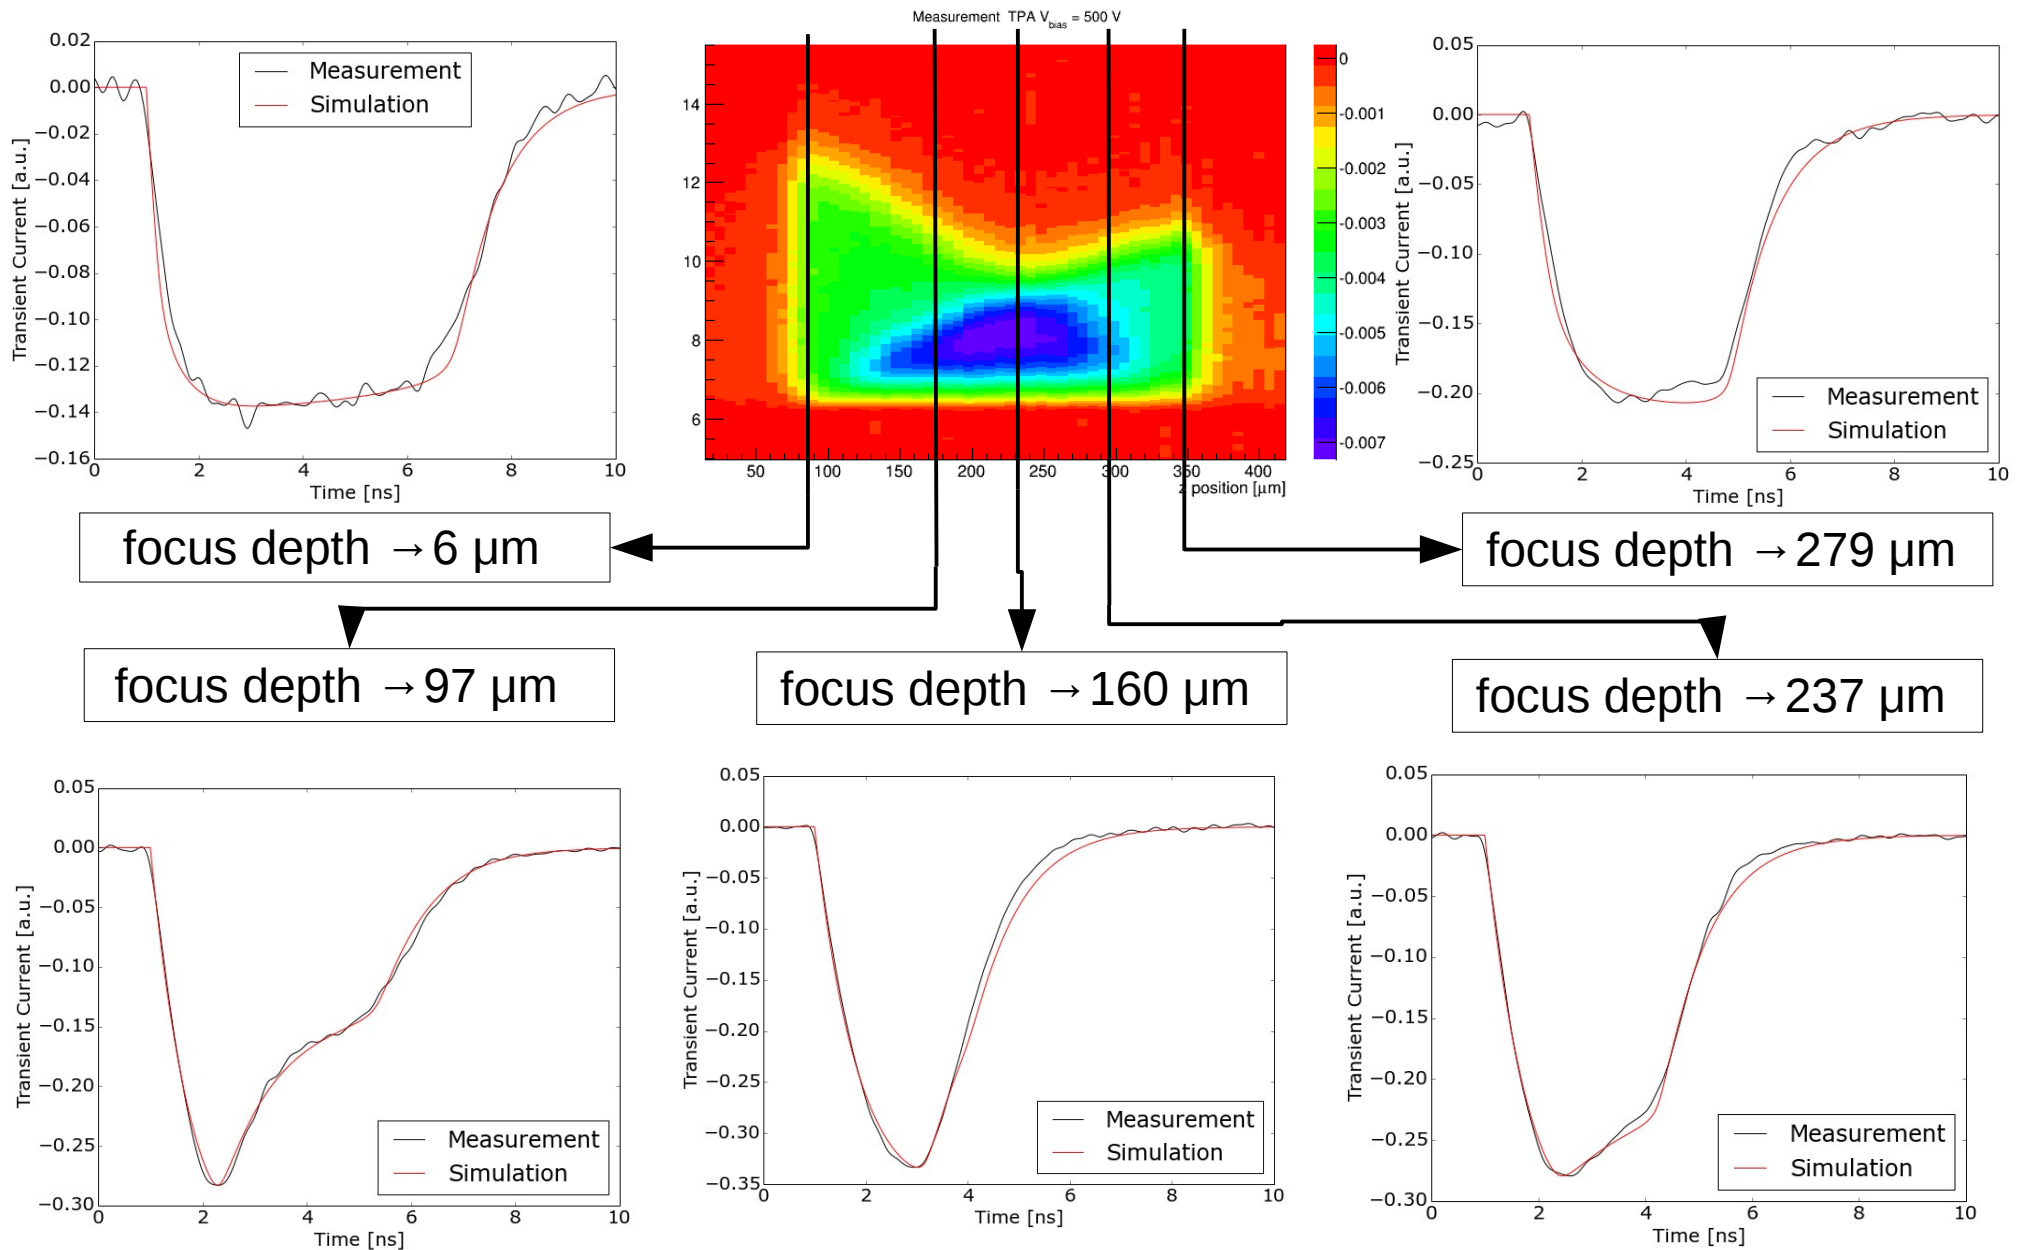 Measurement TPA Vbias = 500 V
0.02
0.00
−0.02
−0.04
−0.06
−0.08
−0.10
−0.12
−0.14
−0.16
Transient Current [a.u.]
Measurement
Simulation
0 2 4 6 8 10
Time [ns]
14
12
10
8
6
50 100 150 200 250 300 350 400
z position [μm]
0
-0.001
-0.002
-0.003
-0.004
-0.005
-0.006
-0.007
0.05
0.00
−0.05
−0.10
−0.15
−0.20
−0.25
Transient Current [a.u.]
Measurement
Simulation
0 2 4 6 8 10
Time [ns]
focus depth →6 μm
focus depth →279 μm
focus depth →97 μm
focus depth →160 μm
focus depth →237 μm
0.05
0.00
−0.05
−0.10
−0.15
−0.20
−0.25
−0.30
Transient Current [a.u.]
Measurement
Simulation
0 2 4 6 8 10
Time [ns]
0.05
0.00
−0.05
−0.10
−0.15
−0.20
−0.25
−0.30
−0.35
Transient Current [a.u.]
Measurement
Simulation
0 2 4 6 8 10
Time [ns]
0.05
0.00
−0.05
−0.10
−0.15
−0.20
−0.25
−0.30
Transient Current [a.u.]
Measurement
Simulation
0 2 4 6 8 10
Time [ns]